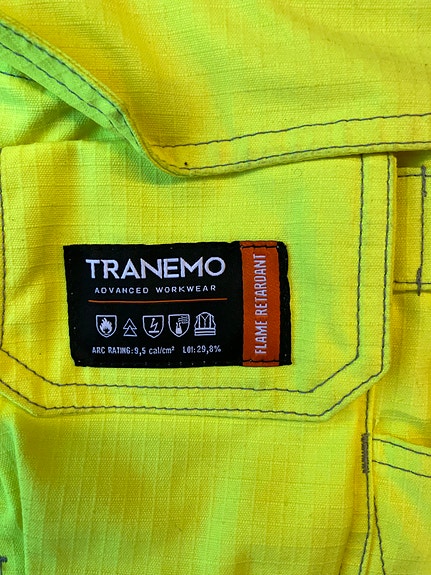 TRANEMO
ADVANCED WORKWEAR
ARC RATING: 9,5 cal/cm² LOI: 29,8%
FLAME RETARDANT